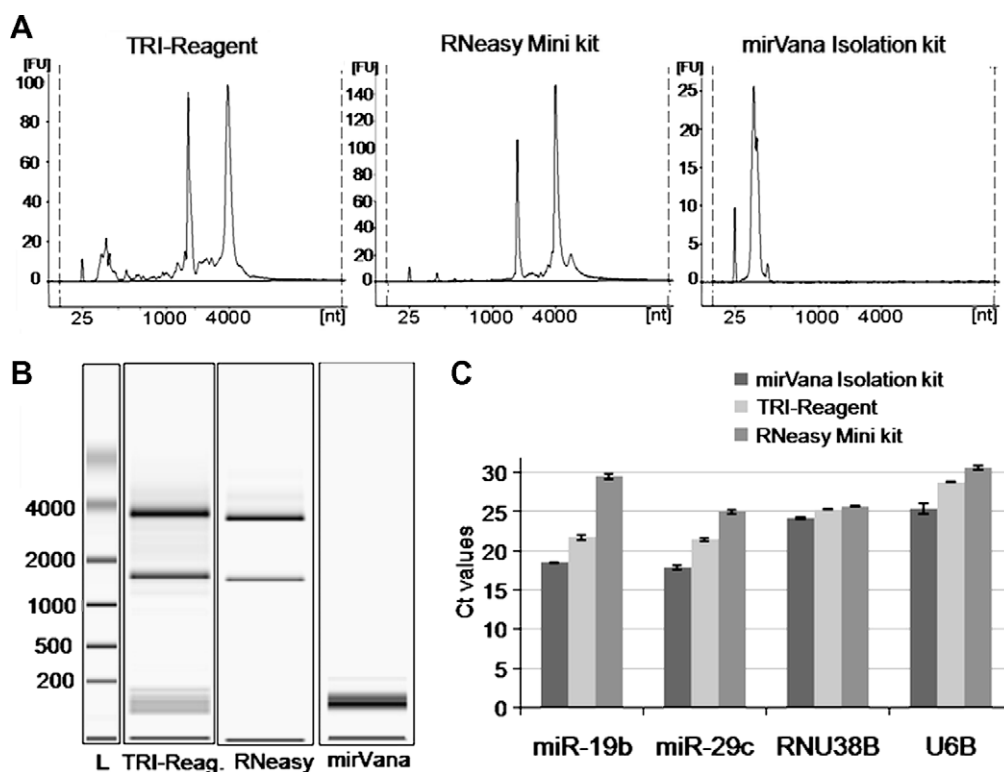 A
TRI-Reagent
RNeasy Mini kit
mirVana Isolation kit
[FU]
100
80
60
40
20
0
25
1000
4000
[nt]
[FU]
140
120
100
80
60
40
20
0
25
1000
4000
[nt]
[FU]
25
20
15
10
5
0
25
1000
4000
[nt]
B
4000
2000
1000
500
200
L
TRI-Reag.
RNeasy
mirVana
C
mirVana Isolation kit
TRI-Reagent
RNeasy Mini kit
Ct values
30
25
20
15
10
5
0
miR-19b
miR-29c
RNU38B
U6B